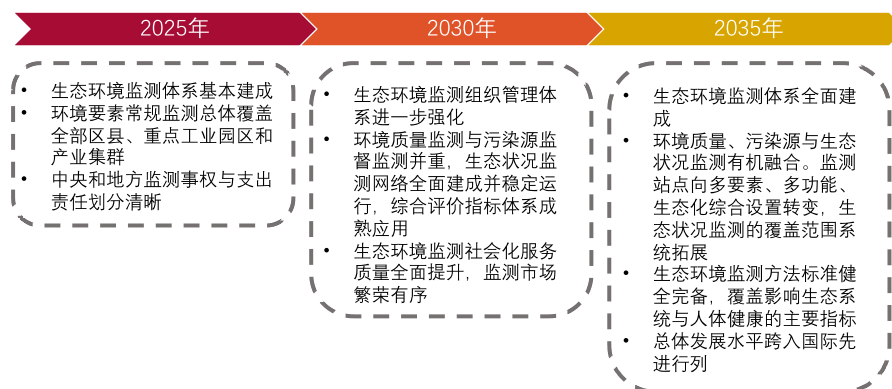 2025年
2030年
2035年
• 生态环境监测体系基本建成
• 环境要素常规监测总体覆盖
全部区县、重点工业园区和
产业集群
• 中央和地方监测事权与支出
责任划分清晰
• 生态环境监测组织管理体
系进一步强化
• 环境质量监测与污染源监
督监测并重，生态状况监
测网络全面建成并稳定运
行，综合评价指标体系成
熟应用
• 生态环境监测社会化服务
质量全面提升，监测市场
繁荣有序
• 生态环境监测体系全面建
成
• 环境质量、污染源与生态
状况监测有机融合。监测
站点向多要素、多功能、
生态化综合设置转变，生
态状况监测的覆盖范围系
统拓展
• 生态环境监测方法标准健
全完备，覆盖影响生态系
统与人体健康的主要指标
• 总体发展水平跨入国际先
进行列